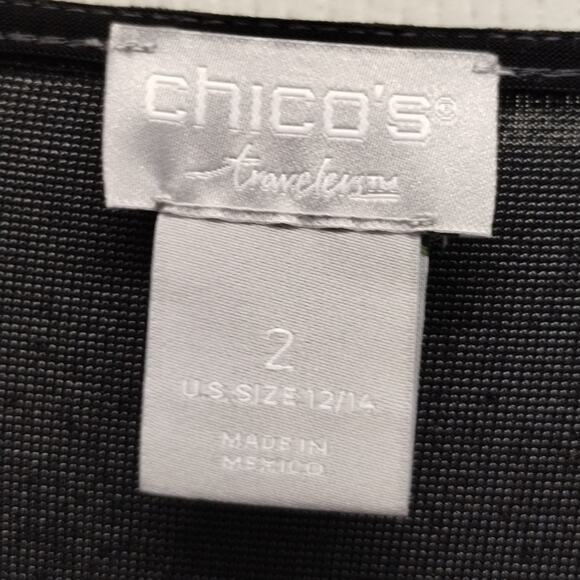 chico's®
travelers™
2
U.S. SIZE 12/14
MADE IN
MEXICO